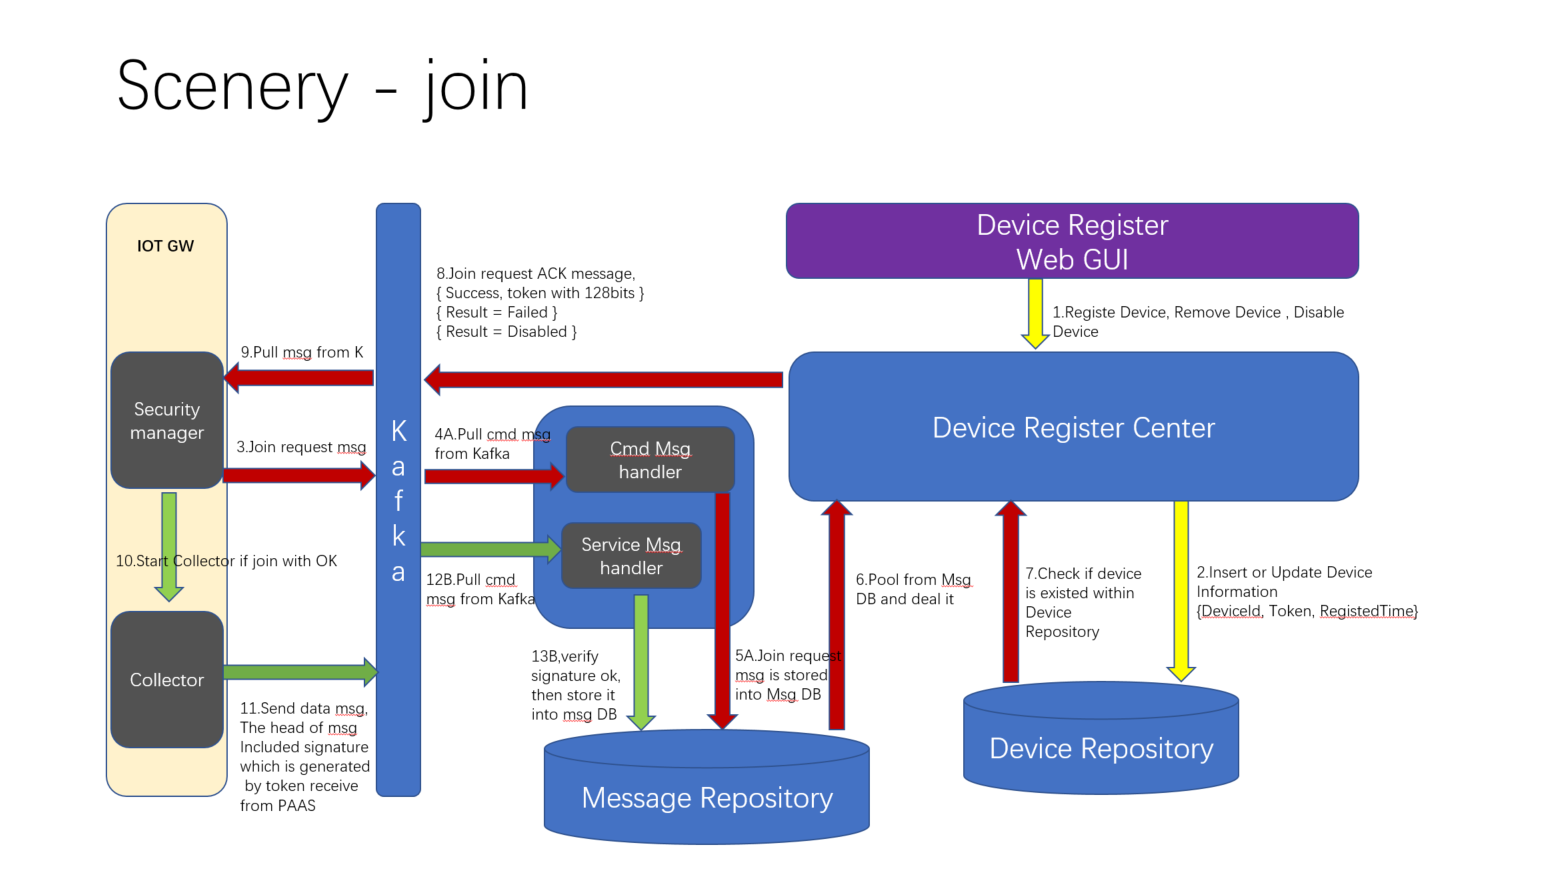 Scenery - join
IOT GW
Device Register
Web GUI
8.Join request ACK message,
{ Success, token with 128bits }
{ Result = Failed }
{ Result = Disabled }
1.Registe Device, Remove Device , Disable
Device
9.Pull msg from K
Security
manager
3.Join request msg
K
a
f
k
a
4A.Pull cmd msg
from Kafka
Cmd Msg
handler
Device Register Center
Service Msg
handler
10.Start Collector if join with OK
12B.Pull cmd
msg from Kafka
6.Pool from Msg
DB and deal it
7.Check if device
is existed within
Device
Repository
2.Insert or Update Device
Information
{DeviceId, Token, RegistedTime}
13B,verify
signature ok,
then store it
into msg DB
5A.Join request
msg is stored
into Msg DB
Collector
11.Send data msg,
The head of msg
Included signature
which is generated
by token receive
from PAAS
Message Repository
Device Repository